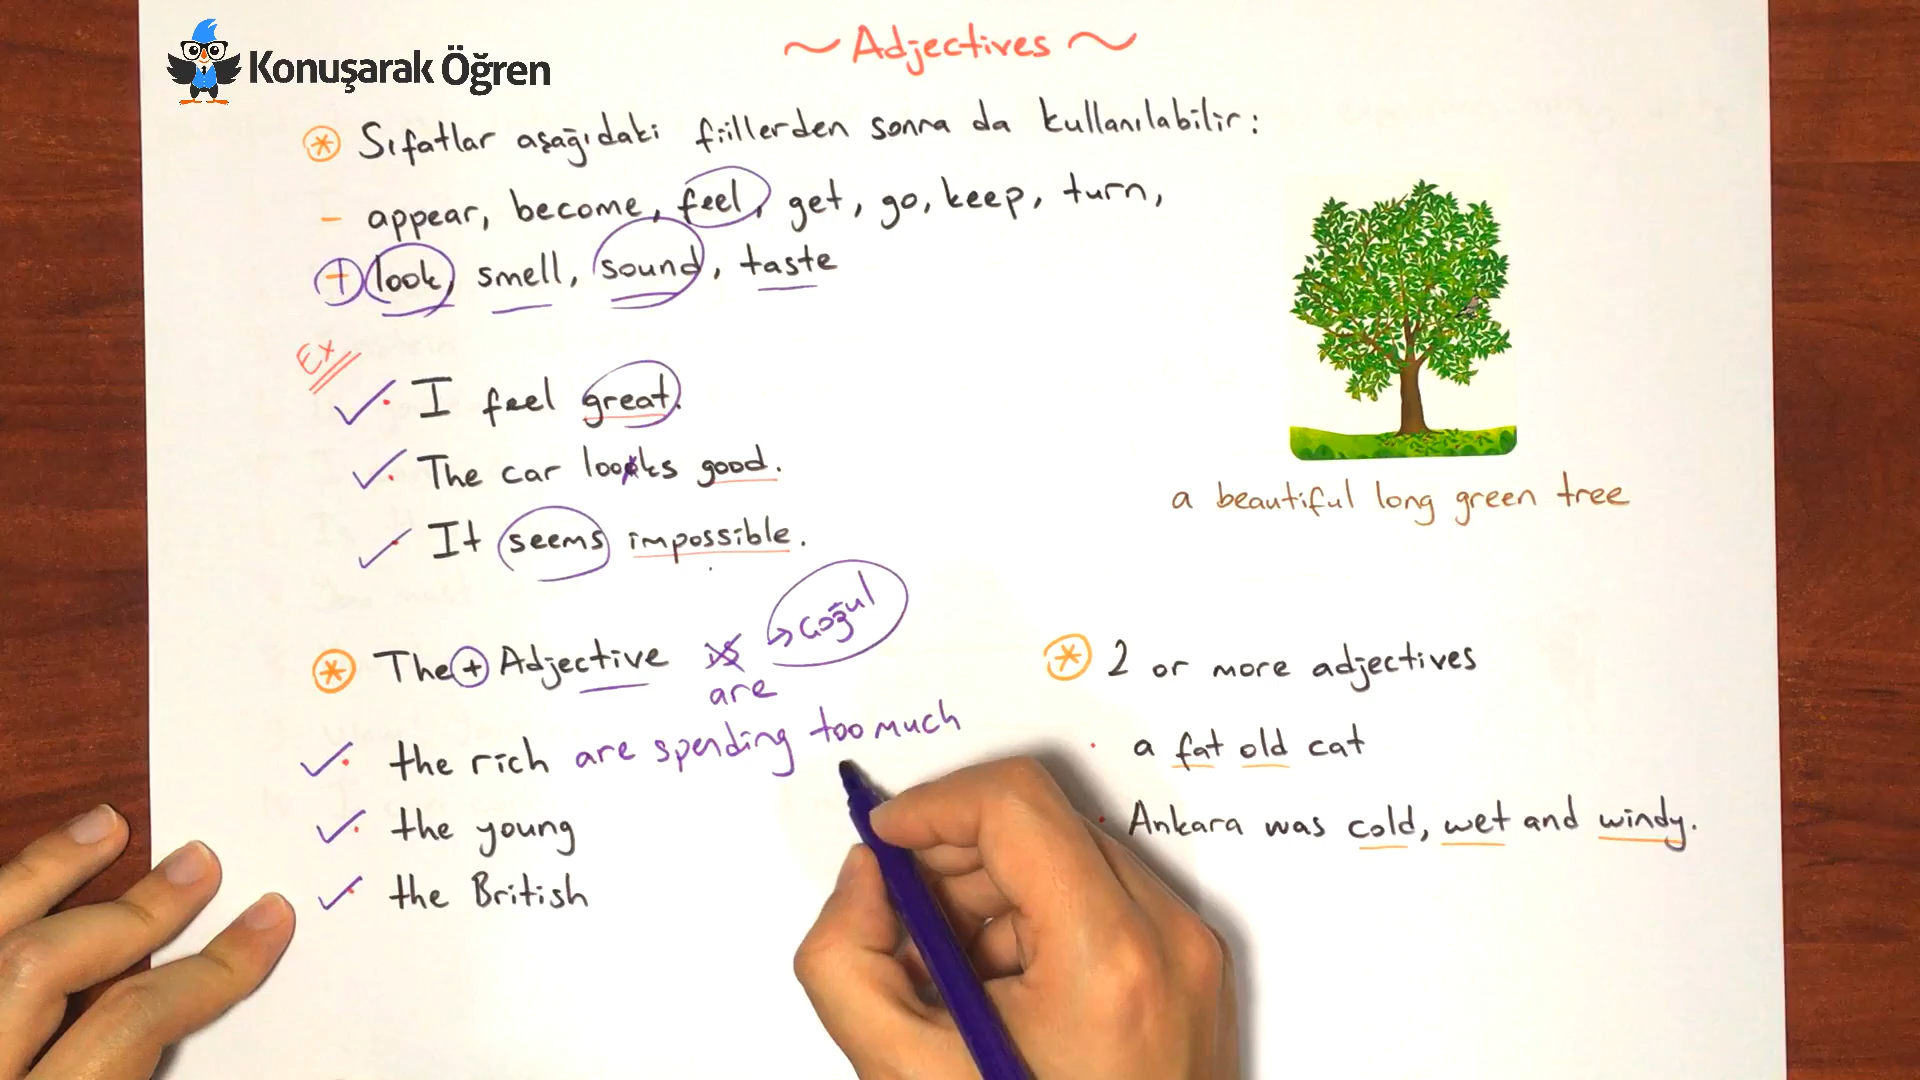 Konuşarak Öğren
~ Adjectives ~
* Sıfatlar aşağıdaki fiillerden sonra da kullanılabilir:
- appear, become, feel, get, go, keep, turn,
+ look, smell, sound, taste
Ex
I feel great.
The car looks good.
It seems impossible.
a beautiful long green tree
* The + Adjective is → çoğul
are
the rich are spending too much
the young
the British
* 2 or more adjectives
a fat old cat
Ankara was cold, wet and windy.